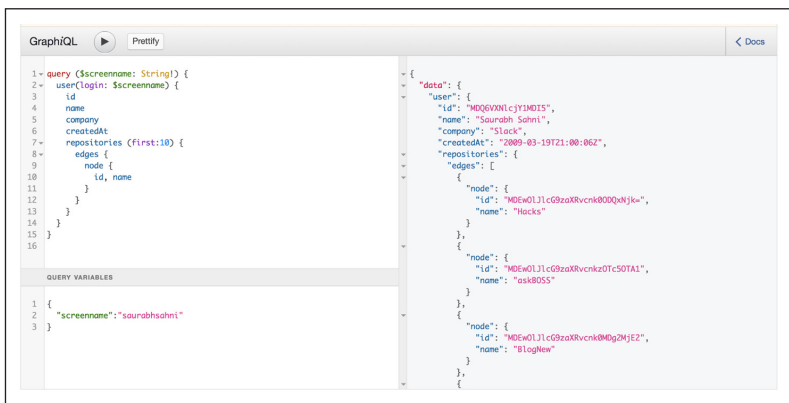 GraphiQL
Prettify
< Docs
1 query ($screenname: String!) {
2 user(login: $screenname) {
3 id
4 name
5 company
6 createdAt
7 repositories (first:10) {
8 edges {
9 node {
10 id, name
11 }
12 }
13 }
14 }
15 }
16
QUERY VARIABLES
1 {
2 "screenname":"saurabhsahni"
3 }
{
"data": {
"user": {
"id": "MDQ6VXNlcjY1MDI5",
"name": "Saurabh Sahni",
"company": "Slack",
"createdAt": "2009-03-19T21:00:06Z",
"repositories": {
"edges": [
{
"node": {
"id": "MDEwOlJlcG9zaXRvcnk0ODQxNjk=",
"name": "Hacks"
}
},
{
"node": {
"id": "MDEwOlJlcG9zaXRvcnkzOTc5OTA1",
"name": "askBOSS"
}
},
{
"node": {
"id": "MDEwOlJlcG9zaXRvcnk0MDg2MjE2",
"name": "BlogNew"
}
},
{